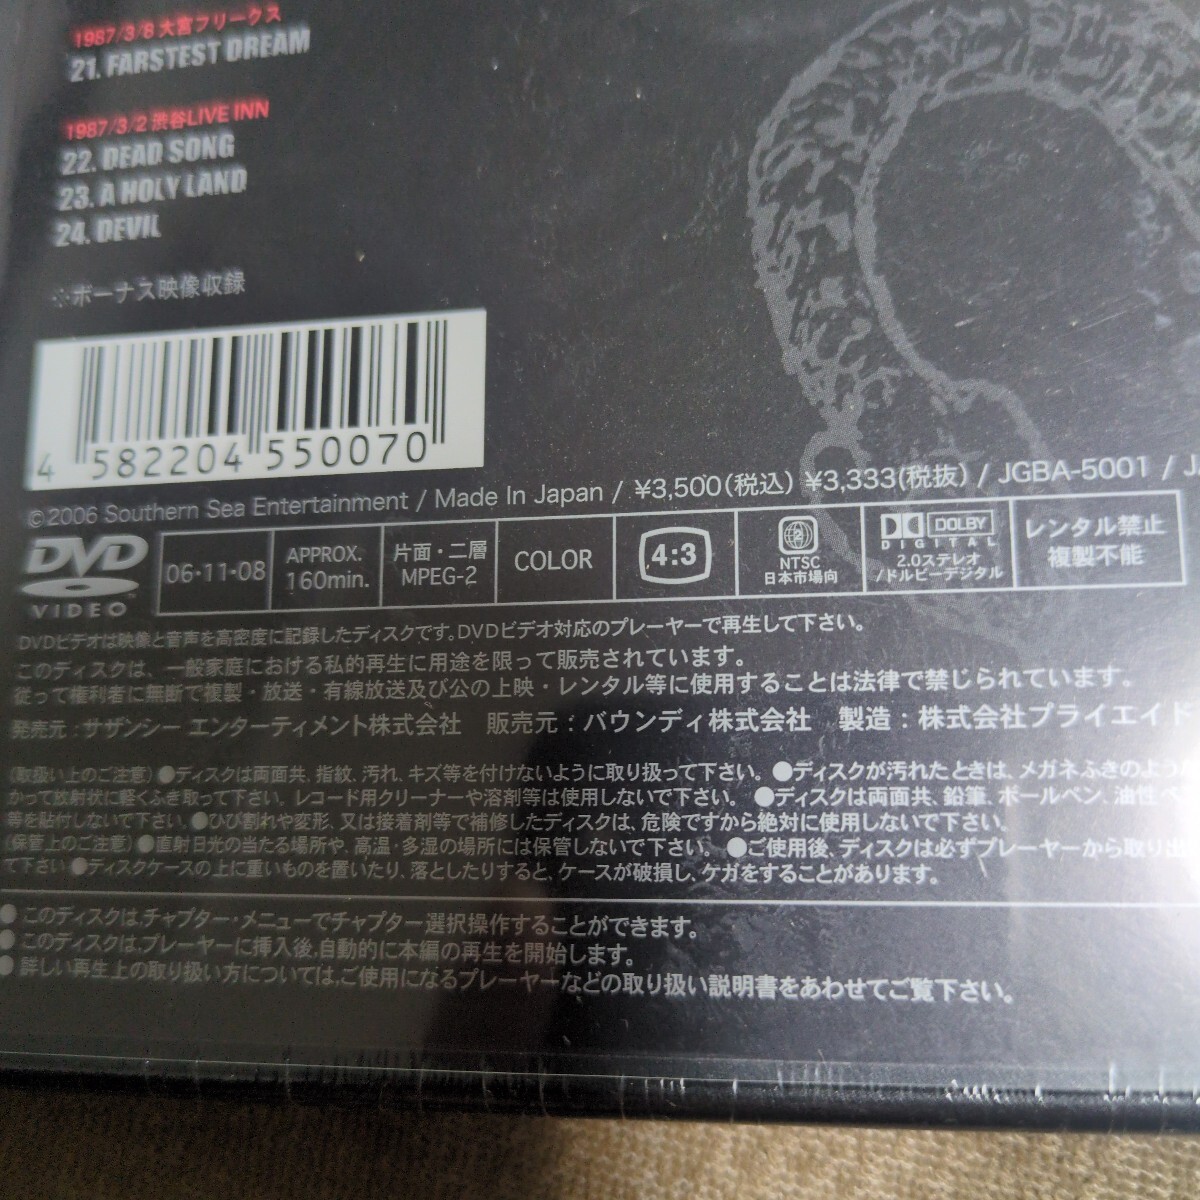 1987/3/8 大宮フリークス
21. FARSTEST DREAM
1987/3/2 渋谷LIVE INN
22. DEAD SONG
23. A HOLY LAND
24. DEVIL
※ボーナス映像収録
4 582204 550070
©2006 Southern Sea Entertainment / Made In Japan / ¥3,500(税込) ¥3,333(税抜) / JGBA-5001 / J
DVD VIDEO
06・11・08
APPROX. 160min.
片面・二層 MPEG-2
COLOR
4:3
2
NTSC
日本市場向
DOLBY DIGITAL
2.0ステレオ
/ドルビーデジタル
レンタル禁止
複製不能
DVDビデオは映像と音声を高密度に記録したディスクです。DVDビデオ対応のプレーヤーで再生して下さい。
このディスクは、一般家庭における私的再生に用途を限って販売されています。
従って権利者に無断で複製・放送・有線放送及び公の上映・レンタル等に使用することは法律で禁じられています。
発売元：サザンシー エンターティメント株式会社 販売元：バウンディ株式会社 製造：株式会社プライエイド
《取扱い上のご注意》●ディスクは両面共、指紋、汚れ、キズ等を付けないように取り扱って下さい。●ディスクが汚れたときは、メガネふきのような
かって放射状に軽くふき取って下さい。レコード用クリーナーや溶剤等は使用しないで下さい。●ディスクは両面共、鉛筆、ボールペン、油性ペ
等を貼付しないで下さい。●ひび割れや変形、又は接着剤等で補修したディスクは、危険ですから絶対に使用しないで下さい。
《保管上のご注意》●直射日光の当たる場所や、高温・多湿の場所には保管しないで下さい。●ご使用後、ディスクは必ずプレーヤーから取り出
て下さい●ディスクケースの上に重いものを置いたり、落としたりすると、ケースが破損し、ケガをすることがあります。
●このディスクは、チャプター・メニューでチャプター選択操作することができます。
●このディスクは、プレーヤーに挿入後、自動的に本編の再生を開始します。
●詳しい再生上の取り扱い方については、ご使用になるプレーヤーなどの取り扱い説明書をあわせてご覧下さい。